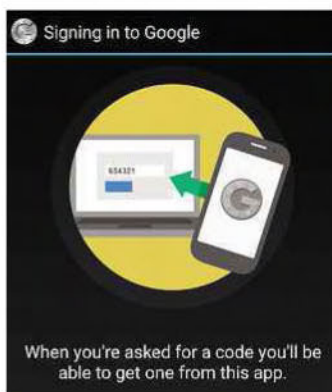 Signing in to Google
654321
When you're asked for a code you'll be
able to get one from this app.